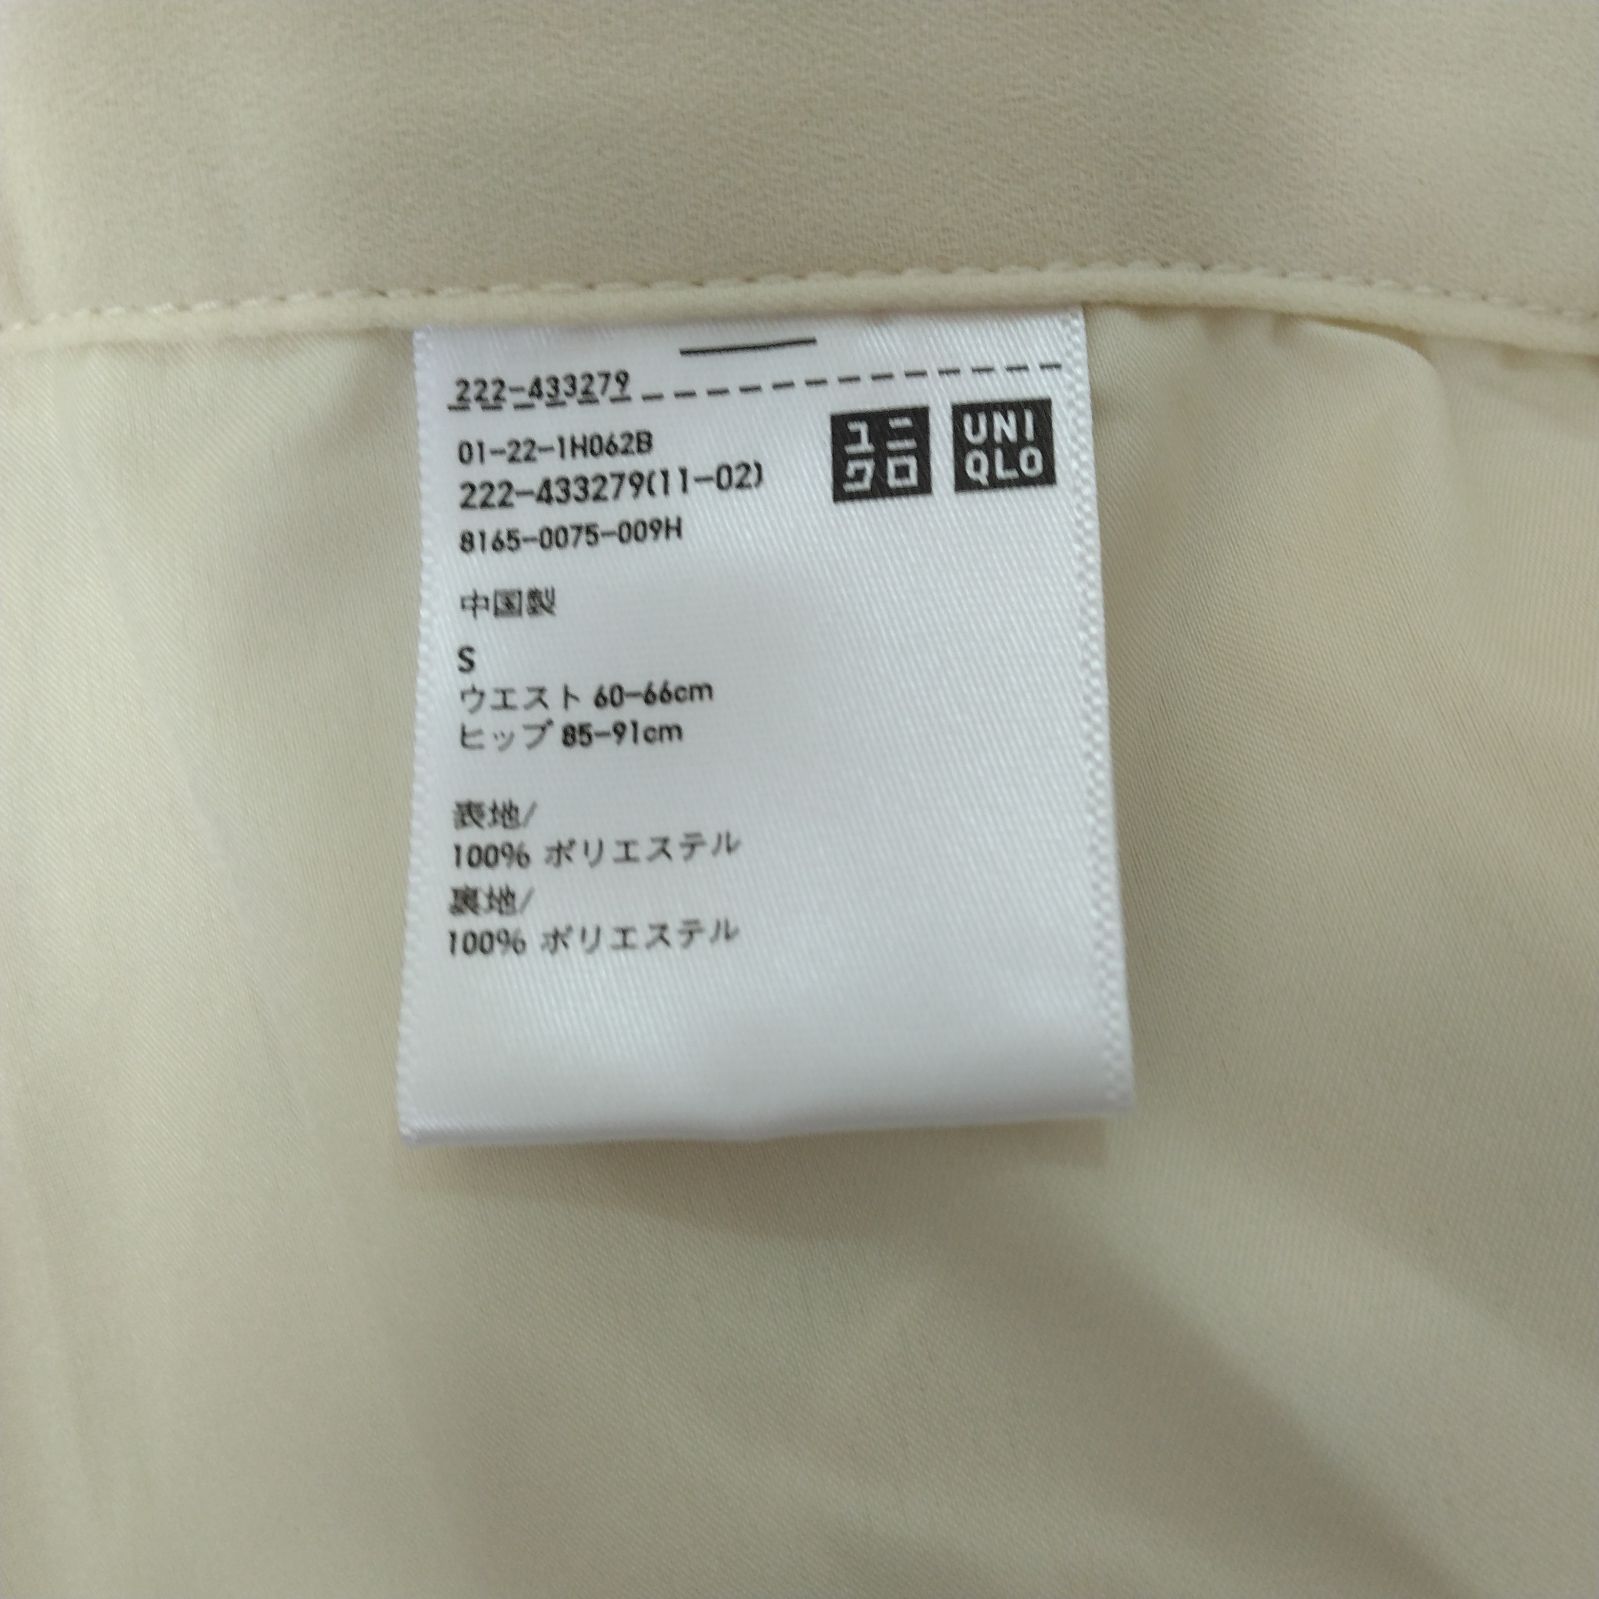 222-433279
01-22-1H062B
222-433279(11-02)
8165-0075-009H
ユニ
クロ
UNI
QLO
中国製
S
ウエスト 60-66cm
ヒップ 85-91cm
表地/
100% ポリエステル
裏地/
100% ポリエステル